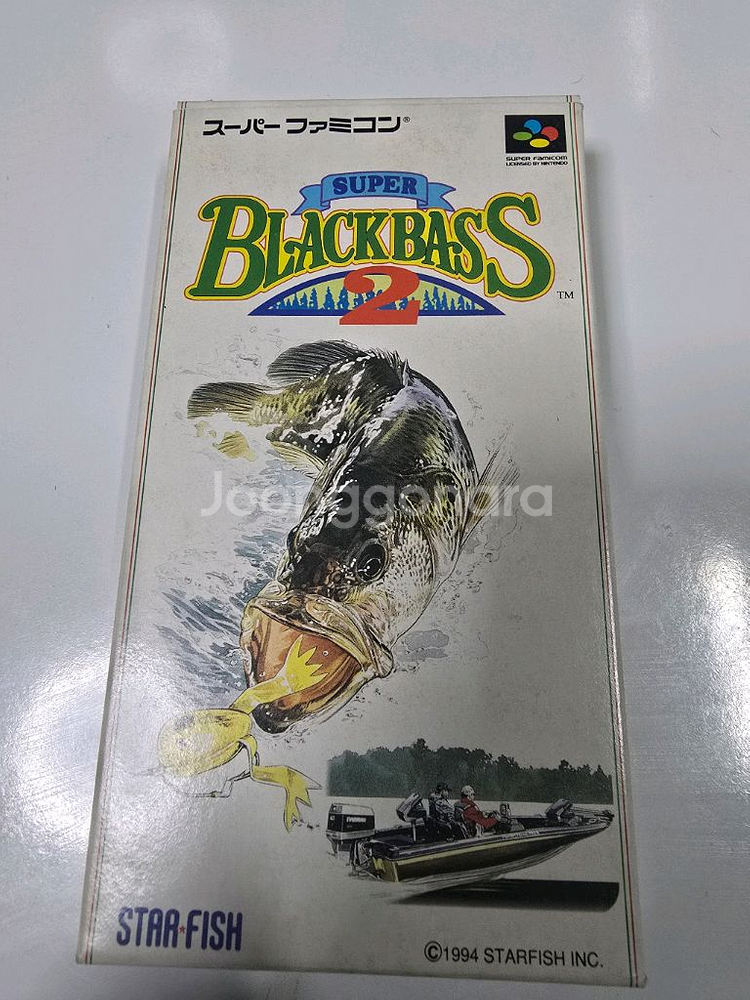 スーパーファミコン®
SUPER FAMICOM
LICENSED BY NINTENDO
SUPER
BLACKBASS
2
TM
Joonggonara
STAR★FISH
©1994 STARFISH INC.